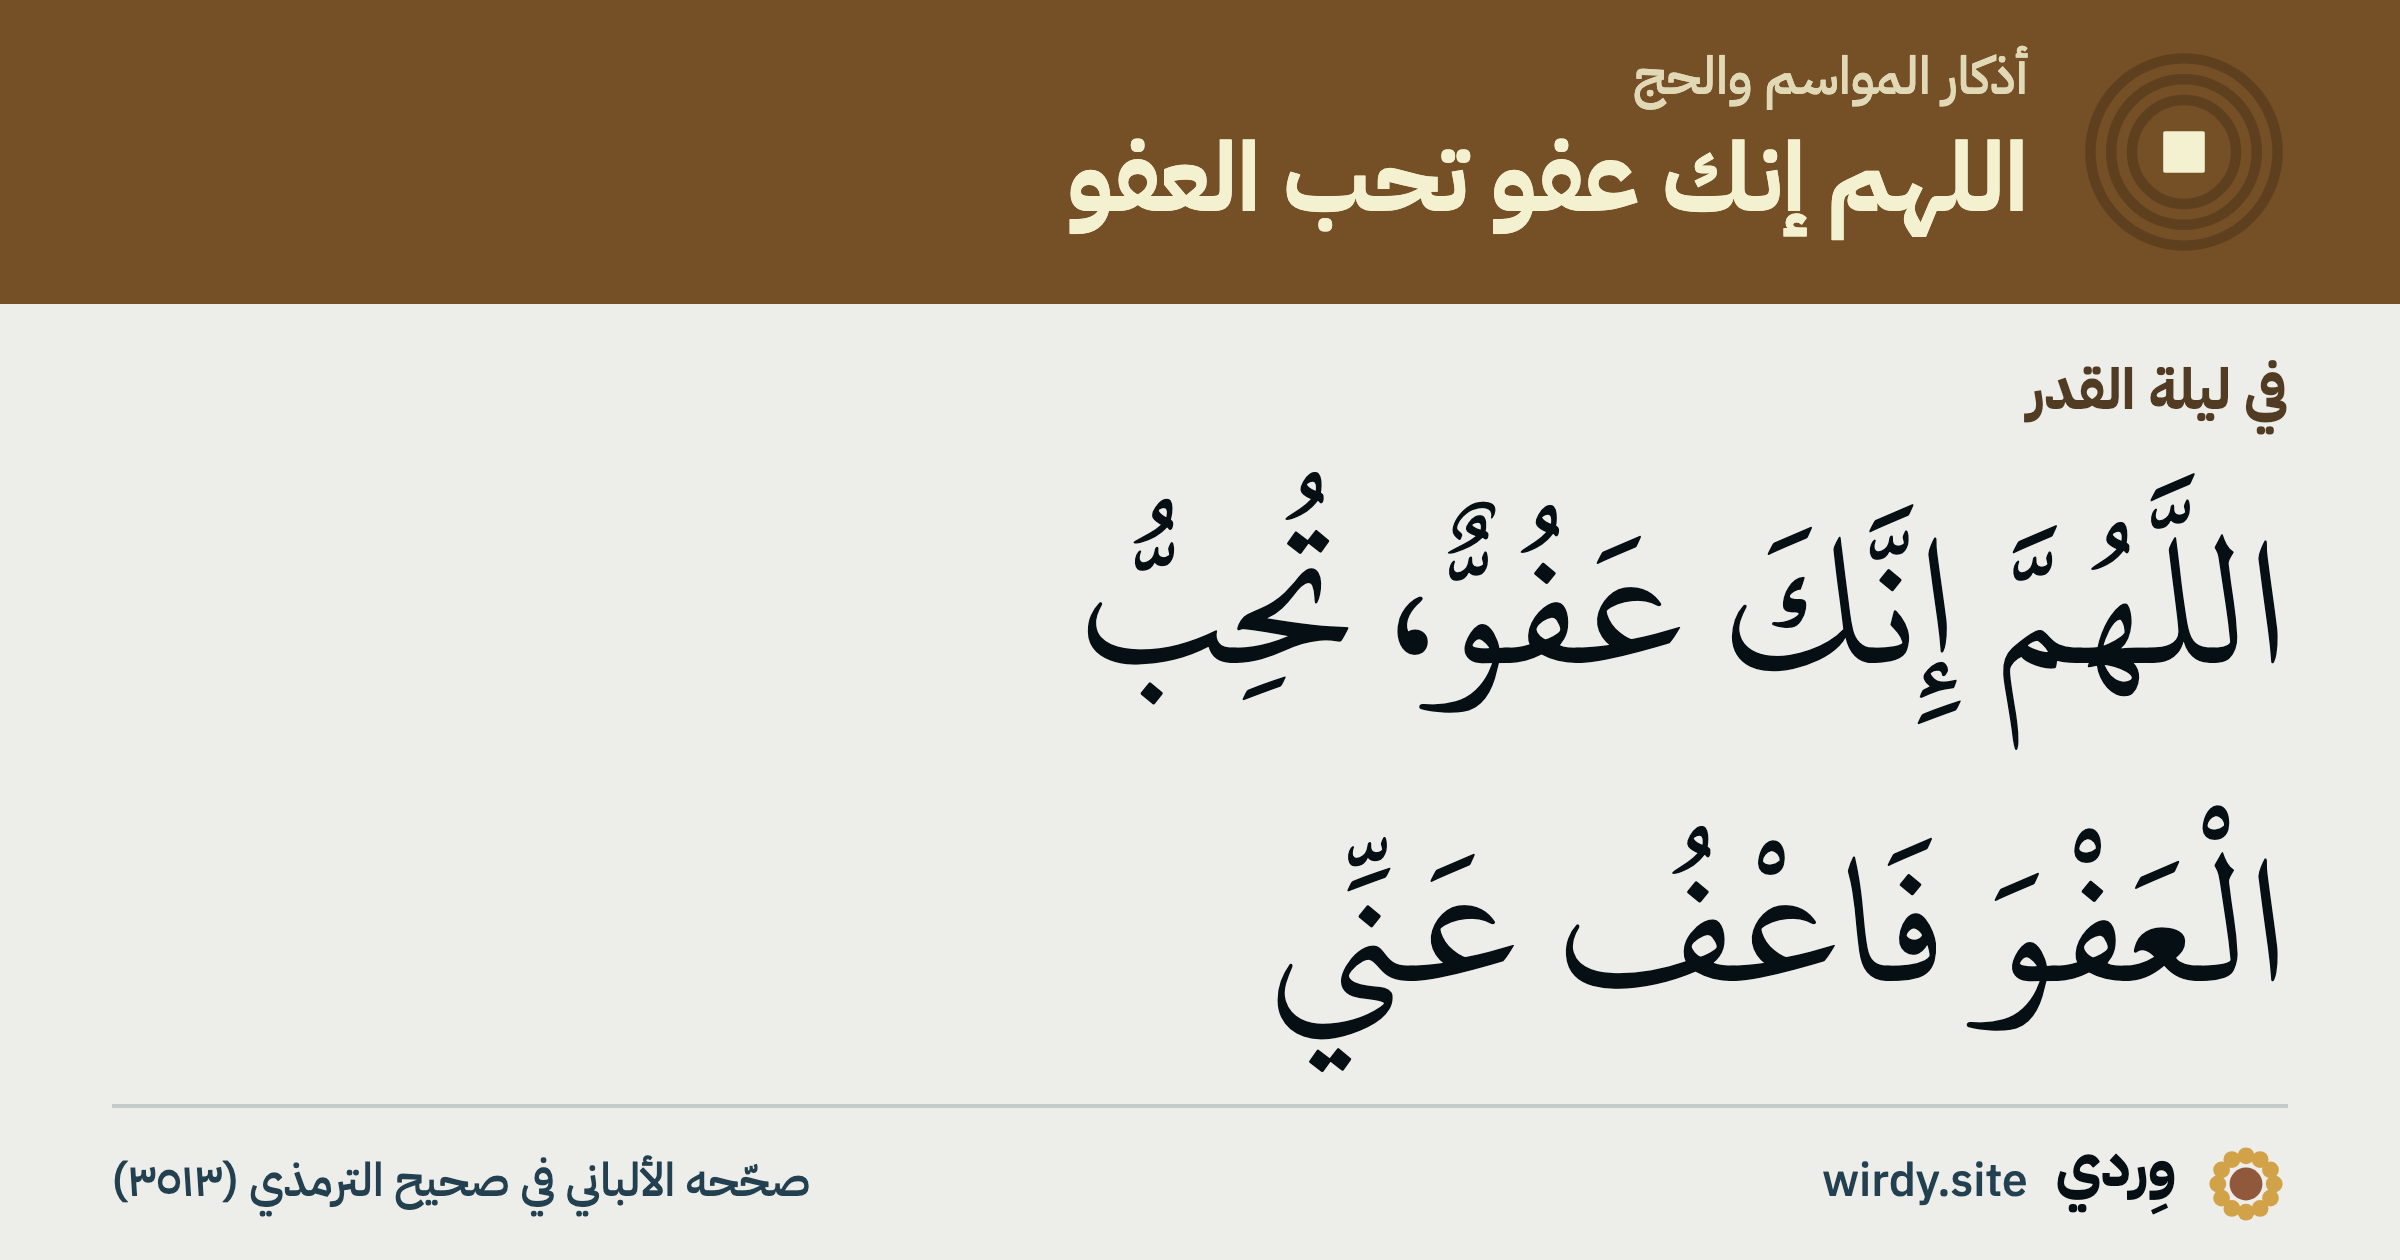 أذكار المواسم والحج
اللهم إنك عفو تحب العفو
في ليلة القدر
اللَّهُمَّ إِنَّكَ عَفُوٌّ، تُحِبُّ
الْعَفْوَ فَاعْفُ عَنِّي
وِردي wirdy.site
صحّحه الألباني في صحيح الترمذي (٣٥١٣)